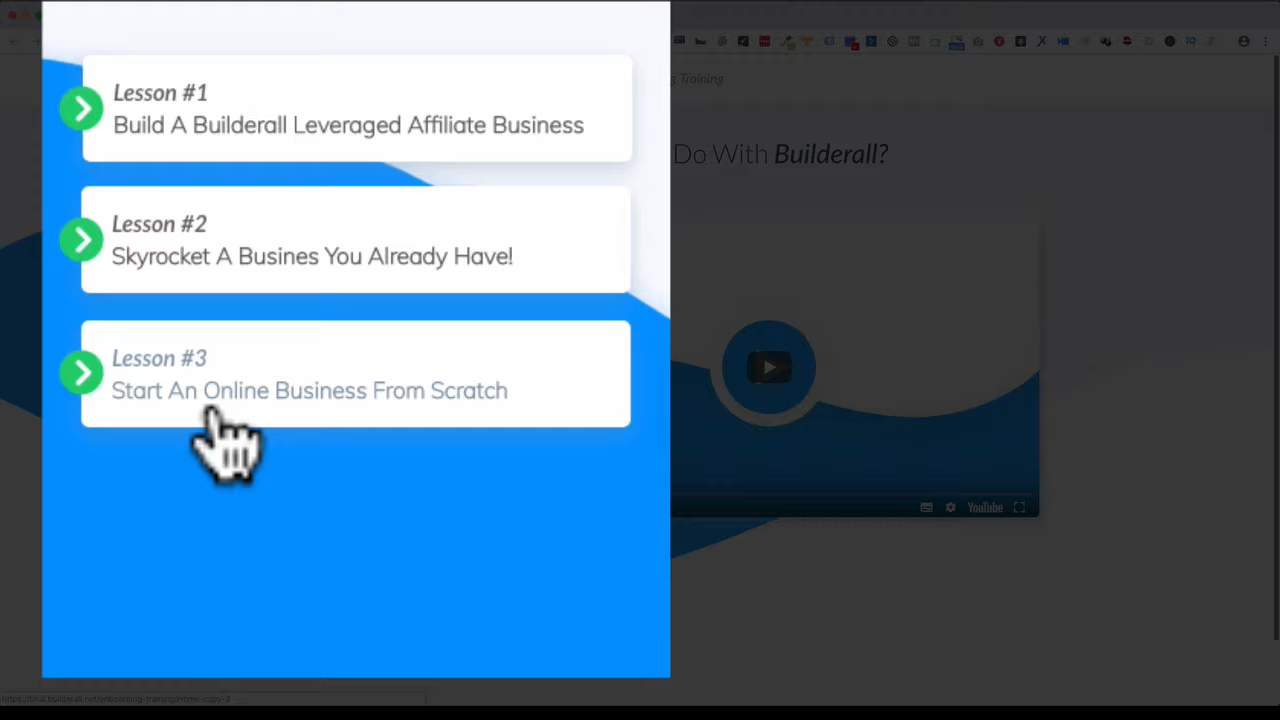 Lesson #1
Build A Builderall Leveraged Affiliate Business
Lesson #2
Skyrocket A Busines You Already Have!
Lesson #3
Start An Online Business From Scratch
Training
Do With Builderall?
YouTube